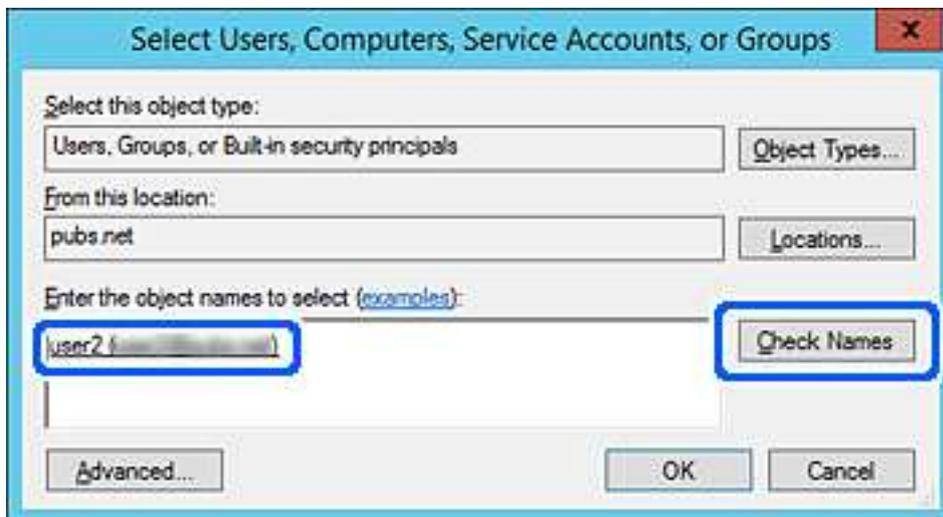 Select Users, Computers, Service Accounts, or Groups
x
Select this object type:
Users, Groups, or Built-in security principals
Object Types...
From this location:
pubs.net
Locations...
Enter the object names to select (examples):
user2 ( )
Check Names
Advanced...
OK
Cancel